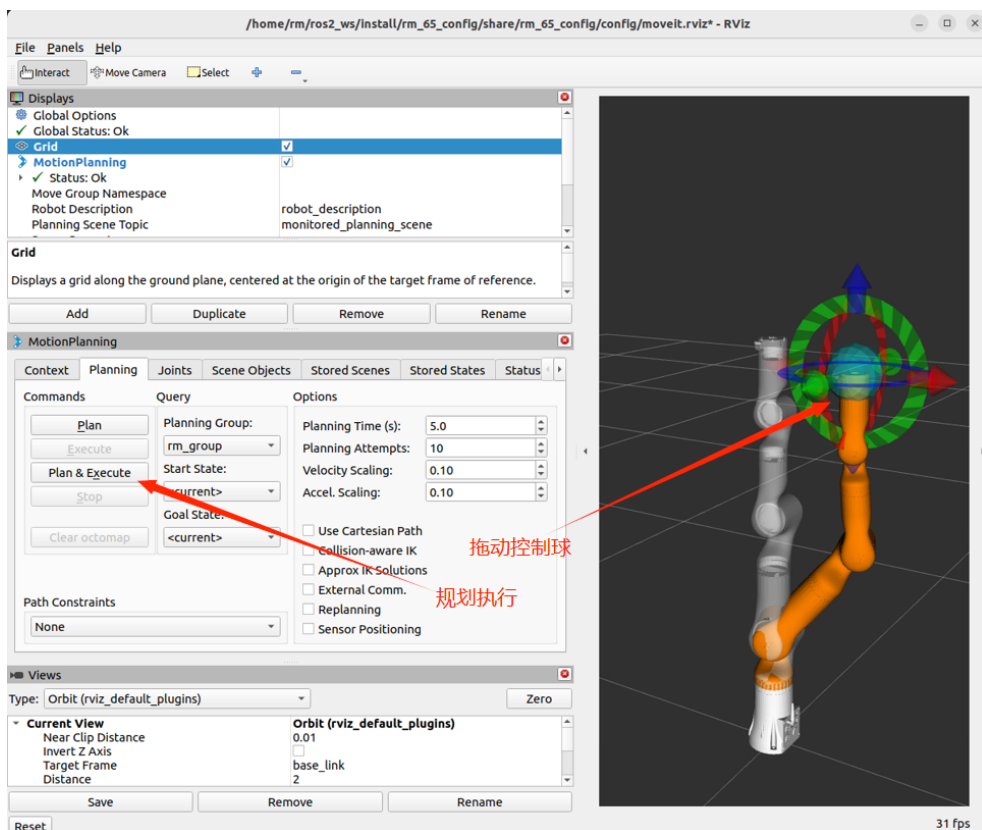 /home/rm/ros2_ws/install/rm_65_config/share/rm_65_config/config/moveit.rviz* - RViz
File Panels Help
Interact Move Camera Select
Displays
Global Options
Global Status: Ok
Grid
MotionPlanning
Status: Ok
Move Group Namespace
Robot Description robot_description
Planning Scene Topic monitored_planning_scene
Grid
Displays a grid along the ground plane, centered at the origin of the target frame of reference.
Add Duplicate Remove Rename
MotionPlanning
Context Planning Joints Scene Objects Stored Scenes Stored States Status
Commands Query Options
Plan Planning Group: Planning Time (s): 5.0
Execute rm_group Planning Attempts: 10
Plan & Execute Start State: Velocity Scaling: 0.10
Stop <current> Accel. Scaling: 0.10
Goal State:
Clear octomap <current>
Use Cartesian Path
Collision-aware IK
Approx IK Solutions
External Comm.
Replanning
Sensor Positioning
拖动控制球
规划执行
Path Constraints
None
Views
Type: Orbit (rviz_default_plugins) Zero
Current View Orbit (rviz_default_plugins)
Near Clip Distance 0.01
Invert Z Axis
Target Frame base_link
Distance 2
Save Remove Rename
Reset
31 fps